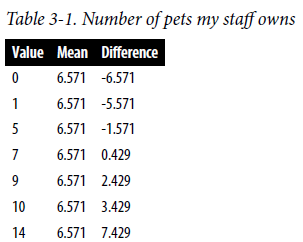 Table 3-1. Number of pets my staff owns
Value Mean Difference
0 6.571 -6.571
1 6.571 -5.571
5 6.571 -1.571
7 6.571 0.429
9 6.571 2.429
10 6.571 3.429
14 6.571 7.429